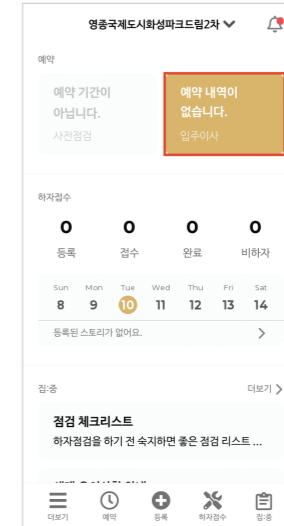 영종국제도시화성파크드림2차
예약
예약 기간이
아닙니다.
사전점검
예약 내역이
없습니다.
입주이사
하자접수
0 0 0 0
등록 접수 완료 비하자
Sun Mon Tue Wed Thu Fri Sat
8 9 10 11 12 13 14
등록된 스토리가 없어요.
집:중 더보기
점검 체크리스트
하자점검을 하기 전 숙지하면 좋은 점검 리스트 ...
더보기 예약 등록 하자접수 집:중